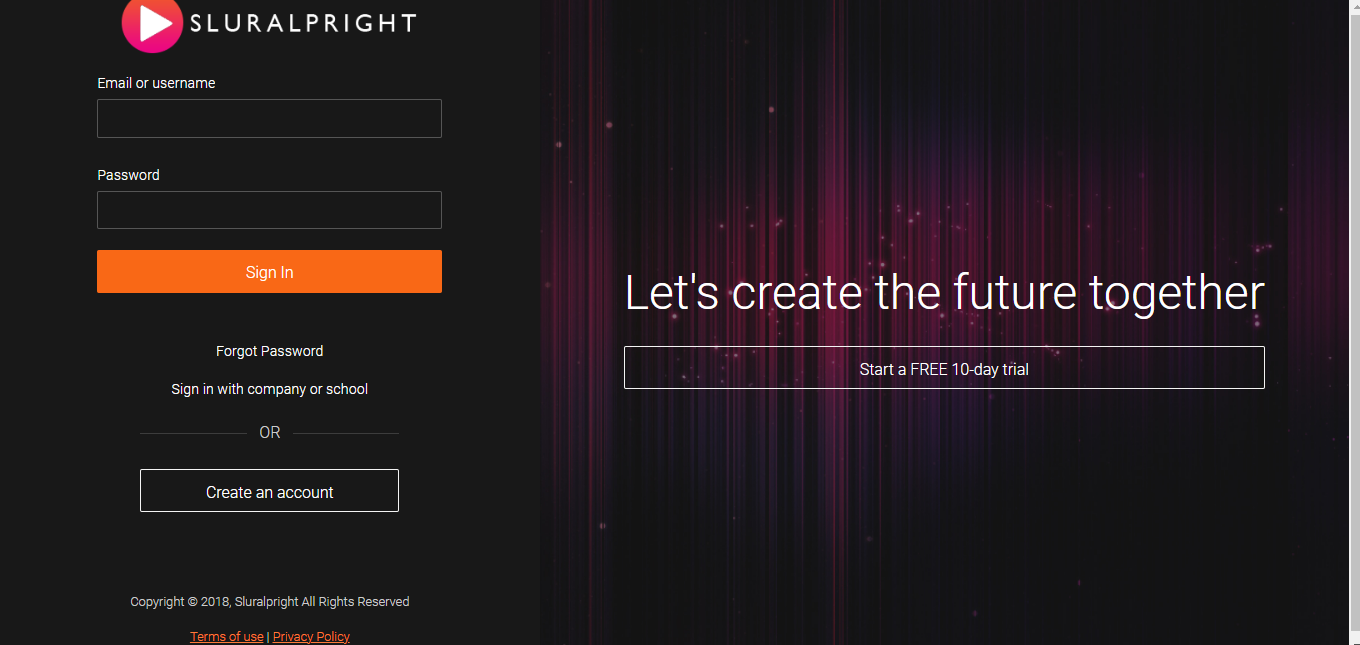 SLURALPRIGHT
Email or username
Password
Sign In
Forgot Password
Sign in with company or school
OR
Create an account
Copyright © 2018, Sluralpright All Rights Reserved
Terms of use | Privacy Policy
Let's create the future together
Start a FREE 10-day trial